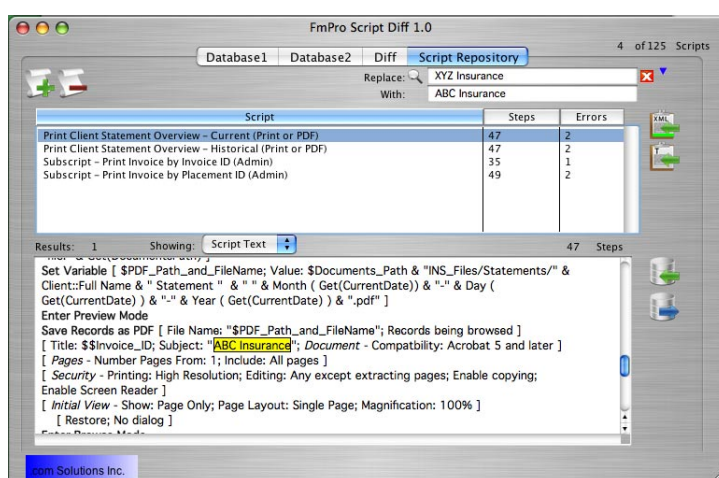 FmPro Script Diff 1.0
4 of 125 Scripts
Database1 Database2 Diff Script Repository
Replace: XYZ Insurance
With: ABC Insurance
XML
T
Script Steps Errors
Print Client Statement Overview – Current (Print or PDF) 47 2
Print Client Statement Overview – Historical (Print or PDF) 47 2
Subscript – Print Invoice by Invoice ID (Admin) 35 1
Subscript – Print Invoice by Placement ID (Admin) 49 2
Results: 1 Showing: Script Text 47 Steps
Get(DocumentsPath) ]
Set Variable [ $PDF_Path_and_FileName; Value: $Documents_Path & "INS_Files/Statements/" &
Client::Full Name & " Statement " & " " & Month ( Get(CurrentDate)) & "-" & Day (
Get(CurrentDate) ) & "-" & Year ( Get(CurrentDate) ) & ".pdf" ]
Enter Preview Mode
Save Records as PDF [ File Name: "$PDF_Path_and_FileName"; Records being browsed ]
[ Title: $$Invoice_ID; Subject: "ABC Insurance"; Document - Compatbility: Acrobat 5 and later ]
[ Pages - Number Pages From: 1; Include: All pages ]
[ Security - Printing: High Resolution; Editing: Any except extracting pages; Enable copying;
Enable Screen Reader ]
[ Initial View - Show: Page Only; Page Layout: Single Page; Magnification: 100% ]
[ Restore; No dialog ]
Enter Browse Mode
.com Solutions Inc.